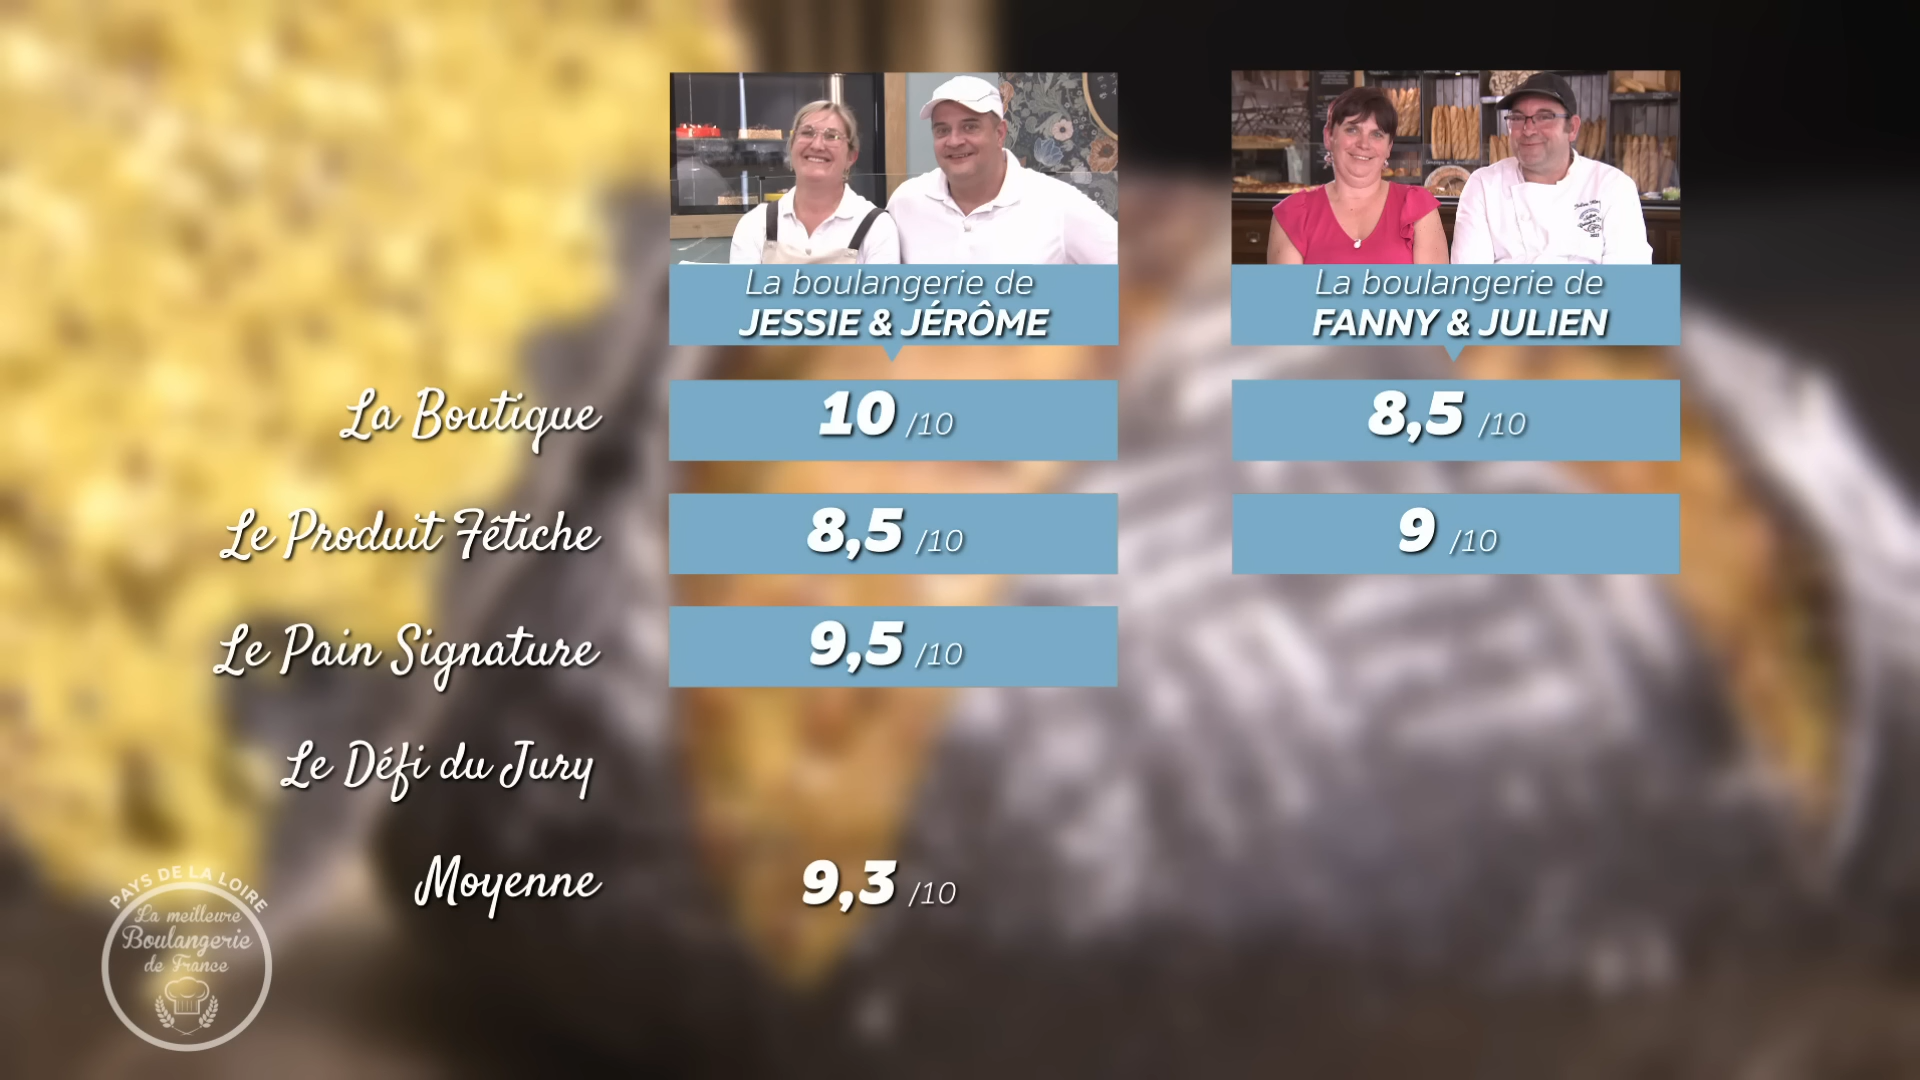 La boulangerie de
JESSIE & JÉRÔME
La boulangerie de
FANNY & JULIEN
La Boutique
10 /10
8,5 /10
Le Produit Fétiche
8,5 /10
9 /10
Le Pain Signature
9,5 /10
Le Défi du Jury
Moyenne
9,3 /10
PAYS DE LA LOIRE
La meilleure
Boulangerie
de France